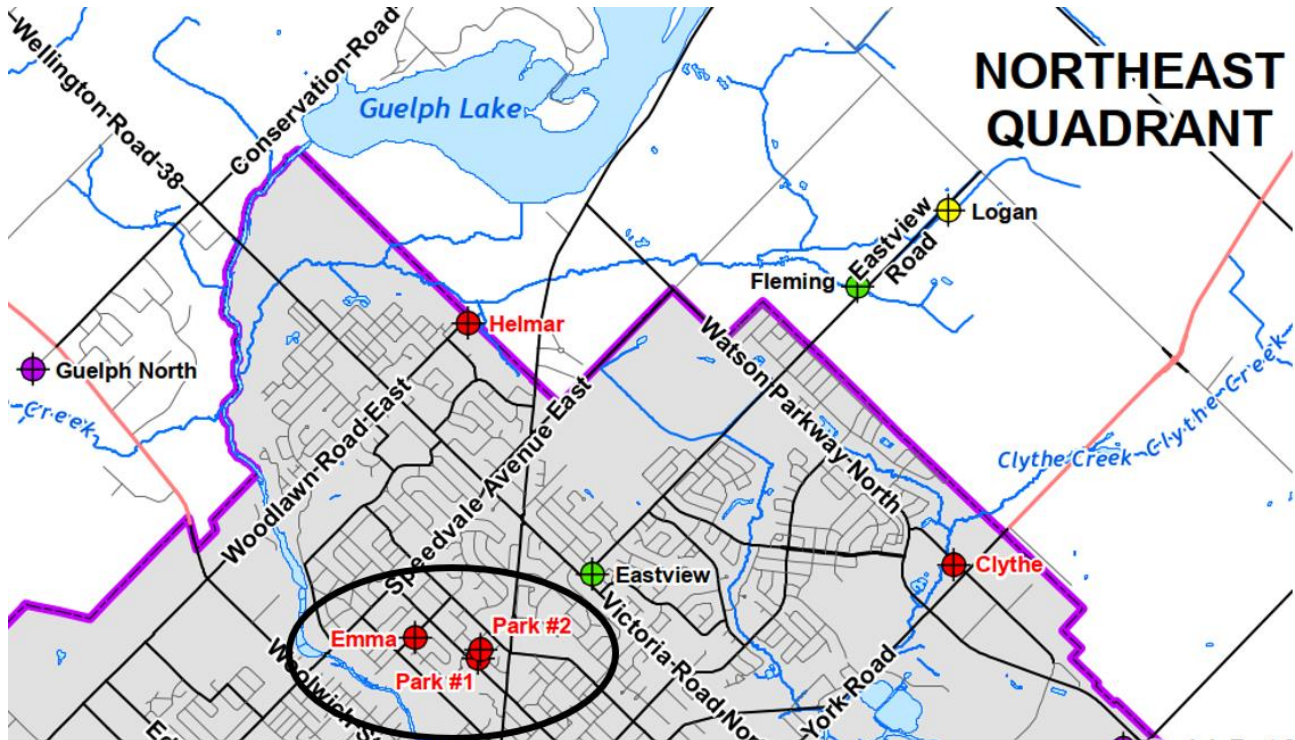 NORTHEAST
QUADRANT
Wellington-Road-38
Conservation-Road
Guelph Lake
Logan
Eastview
Road
Fleming
Helmar
Guelph North
Creek
Watson-Parkway-North
Clythe-Creek-Clythe-Creek
Woodlawn-Road-East
Speedvale-Avenue-East
Clythe
Eastview
Park #2
Emma
Park #1
Victoria-Road-Nor
York-Road
Woolwich-S